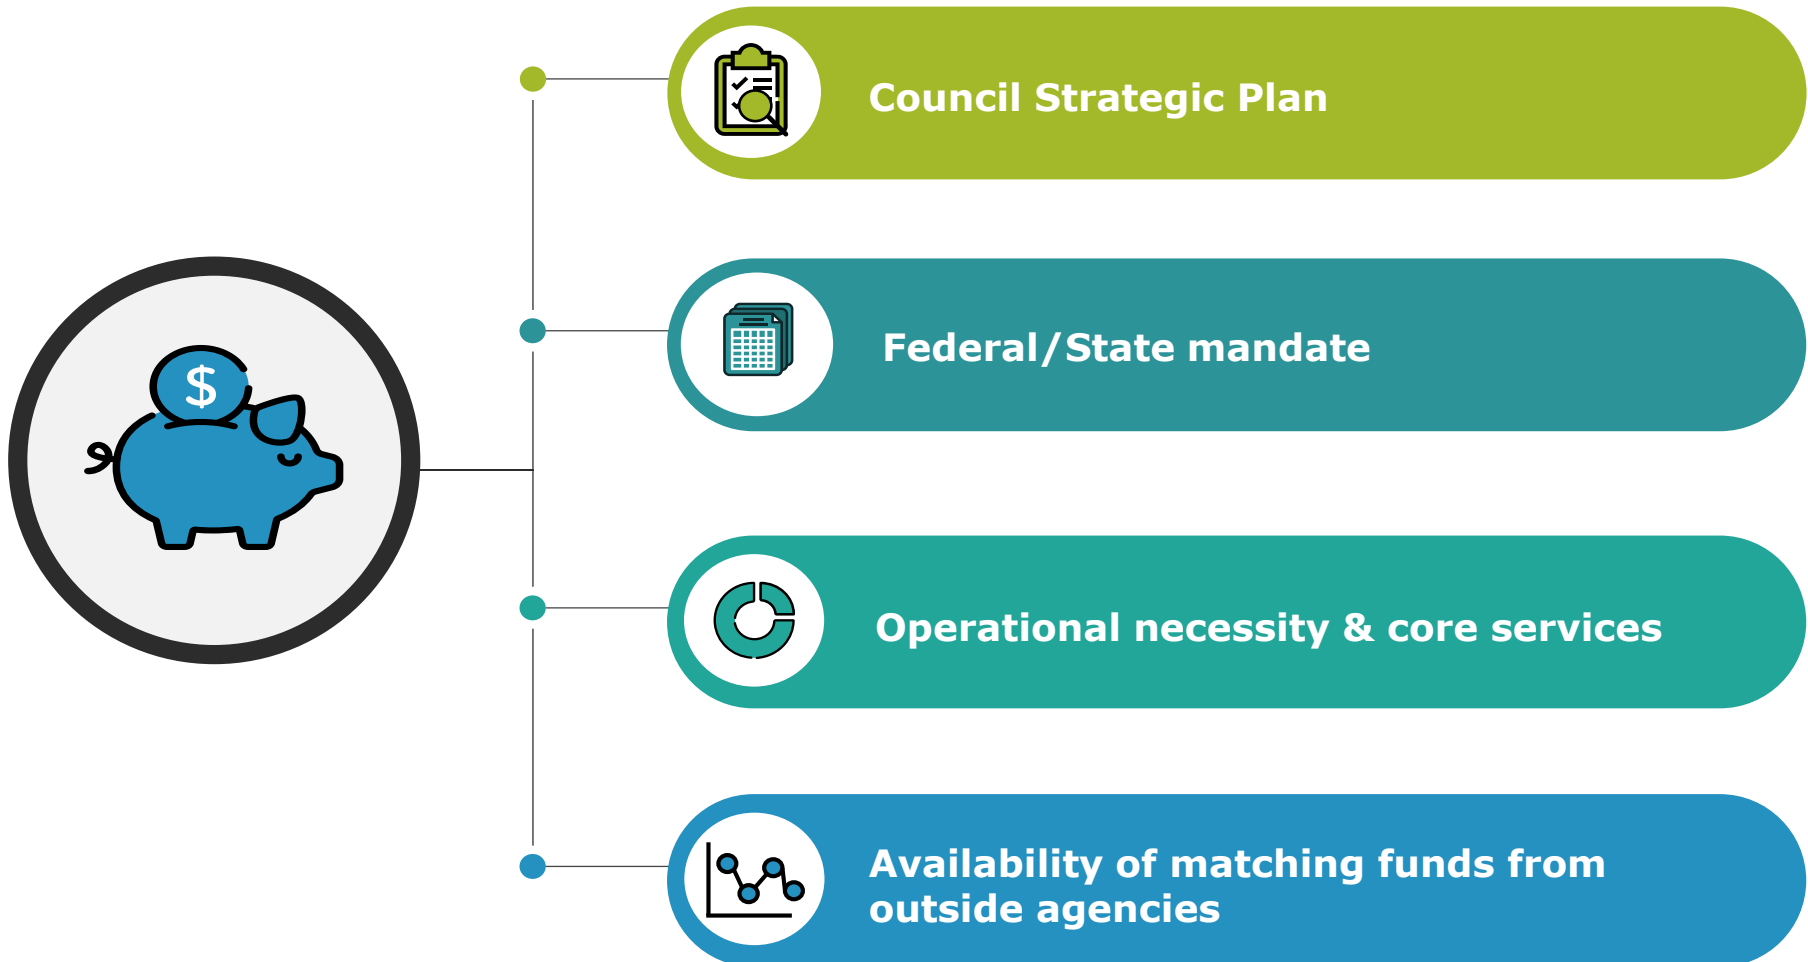 Council Strategic Plan
Federal/State mandate
$
Operational necessity & core services
Availability of matching funds from
outside agencies